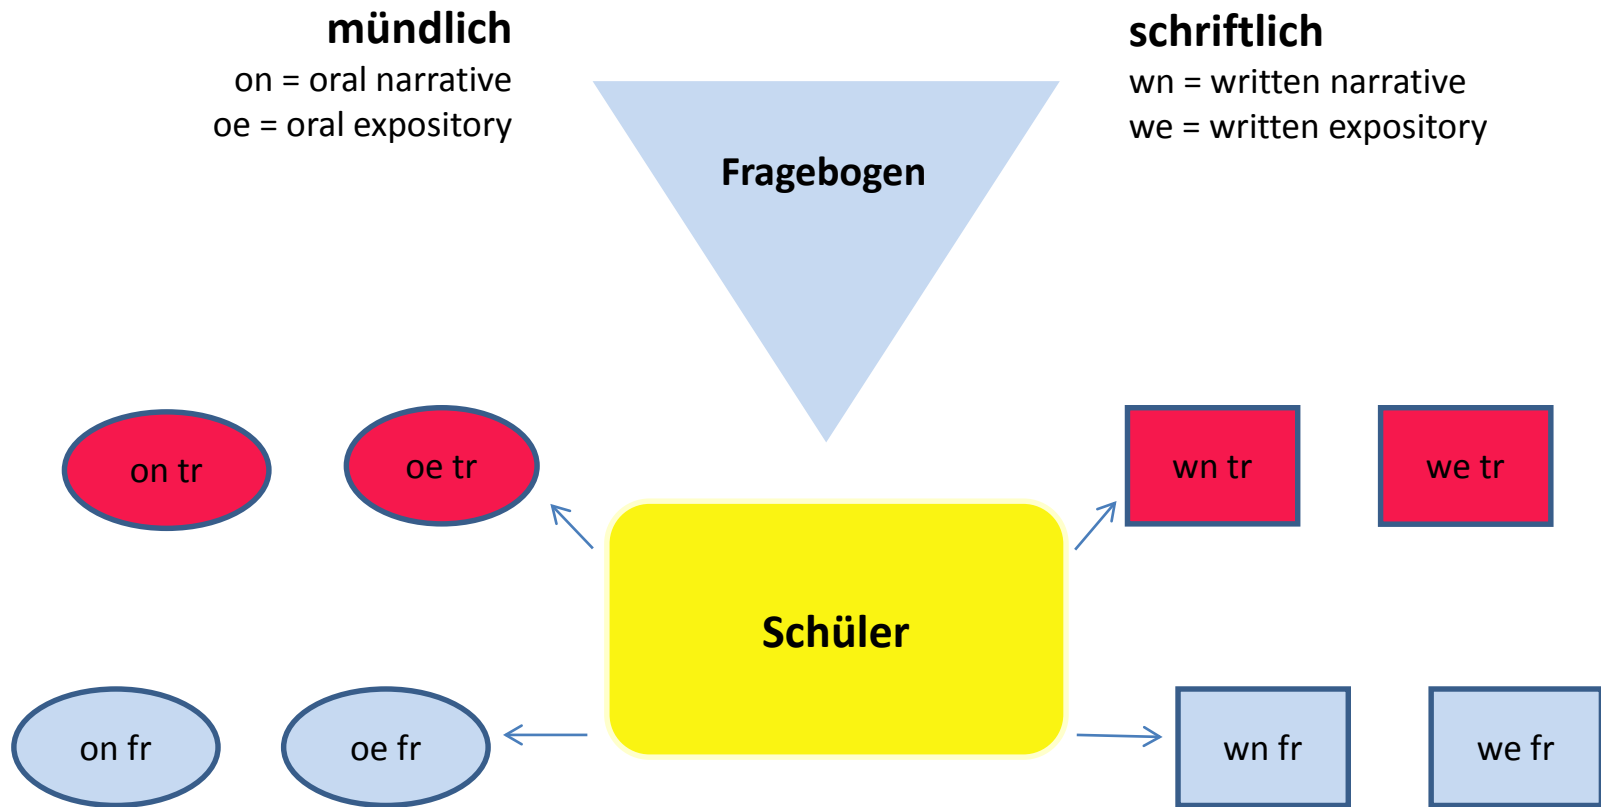 mündlich
on = oral narrative
oe = oral expository
schriftlich
wn = written narrative
we = written expository
Fragebogen
on tr
oe tr
wn tr
we tr
Schüler
on fr
oe fr
wn fr
we fr